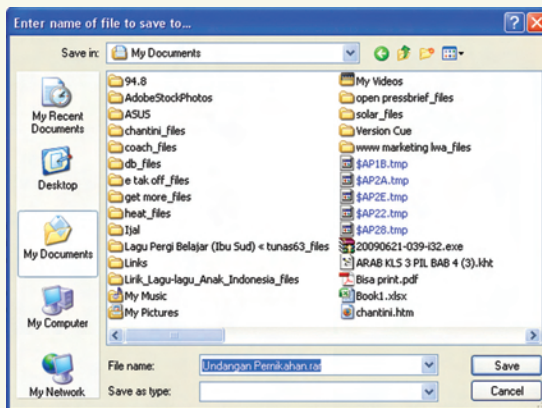 Enter name of file to save to...
Save in: My Documents
My Recent Documents
Desktop
My Documents
My Computer
My Network
94.8
AdobeStockPhotos
ASUS
chantini_files
coach_files
db_files
e tak off_files
get more_files
heat_files
Ijal
Lagu Pergi Belajar (Ibu Sud) « tunas63_files
Links
Lirik_Lagu-lagu_Anak_Indonesia_files
My Music
My Pictures
My Videos
open pressbrief_files
solar_files
Version Cue
www marketing lwa_files
$AP1B.tmp
$AP2A.tmp
$AP2E.tmp
$AP22.tmp
$AP28.tmp
20090621-039-i32.exe
ARAB KLS 3 PIL BAB 4 (3).kht
Bisa print.pdf
Book1.xlsx
chantini.htm
File name: Undangan Pernikahan.rar
Save
Save as type:
Cancel